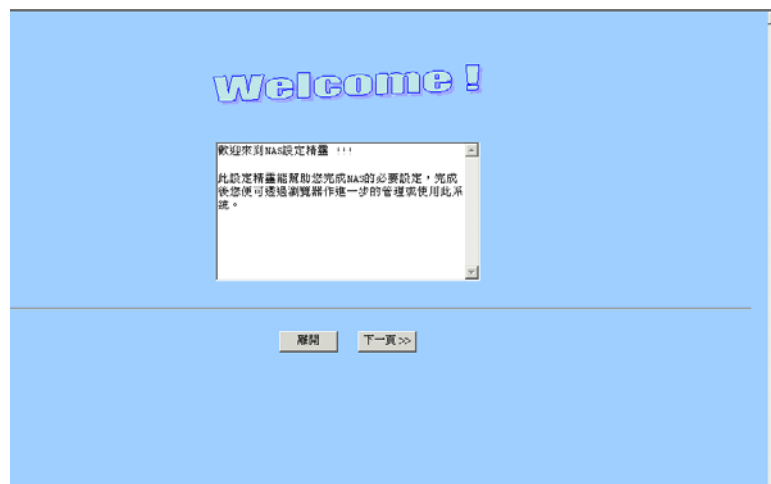 Welcome !
歡迎來到NAS設定精靈 !!!
此設定精靈能幫助您完成NAS的必要設定，完成
後您便可透過瀏覽器作進一步的管理或使用此系
統。
離開
下一頁 >>